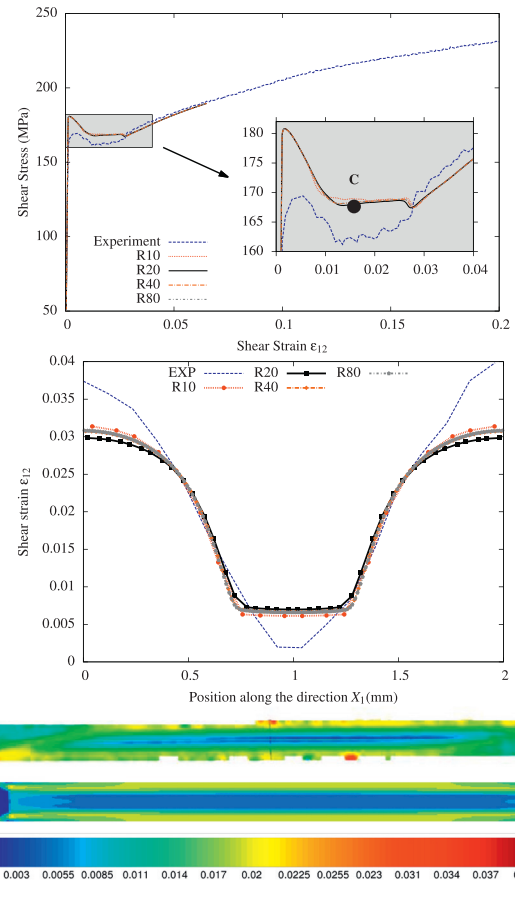 250
200
150
100
50
Shear Stress (MPa)
180
175
170
165
160
C
0
0.01
0.02
0.03
0.04
Experiment
R10
R20
R40
R80
0
0.05
0.1
0.15
0.2
Shear Strain ε12
0.04
0.035
0.03
0.025
0.02
0.015
0.01
0.005
0
Shear strain ε12
EXP R20 R80
R10 R40
0 0.5 1 1.5 2
Position along the direction X1(mm)
0.003 0.0055 0.0085 0.011 0.014 0.017 0.02 0.0225 0.0255 0.023 0.031 0.034 0.037